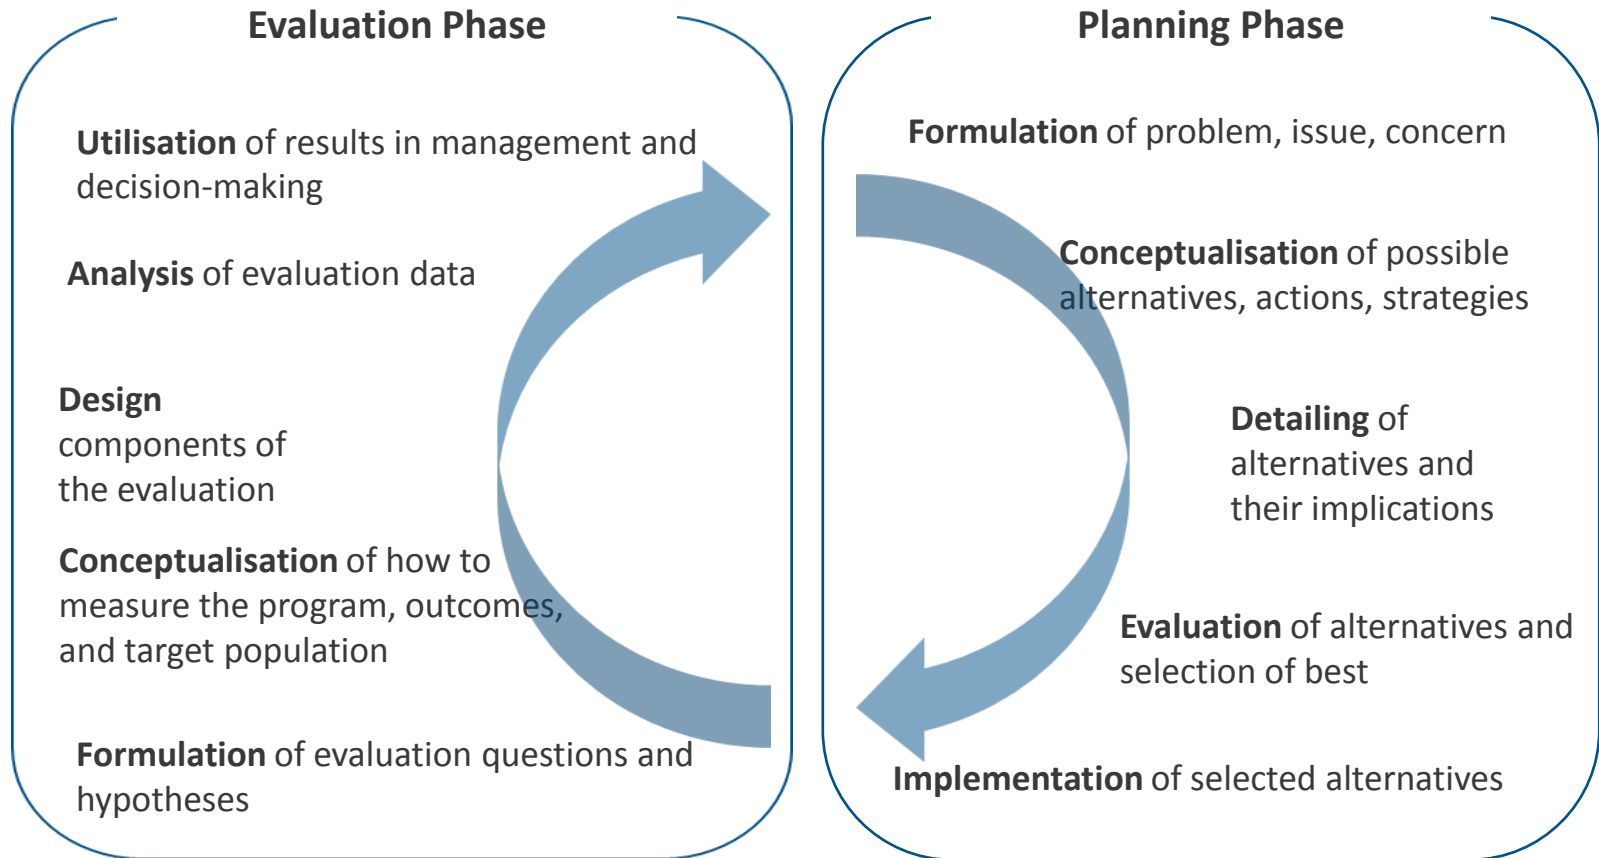 Evaluation Phase
Utilisation of results in management and
decision-making
Analysis of evaluation data
Design
components of
the evaluation
Conceptualisation of how to
measure the program, outcomes,
and target population
Formulation of evaluation questions and
hypotheses
Planning Phase
Formulation of problem, issue, concern
Conceptualisation of possible
alternatives, actions, strategies
Detailing of
alternatives and
their implications
Evaluation of alternatives and
selection of best
Implementation of selected alternatives